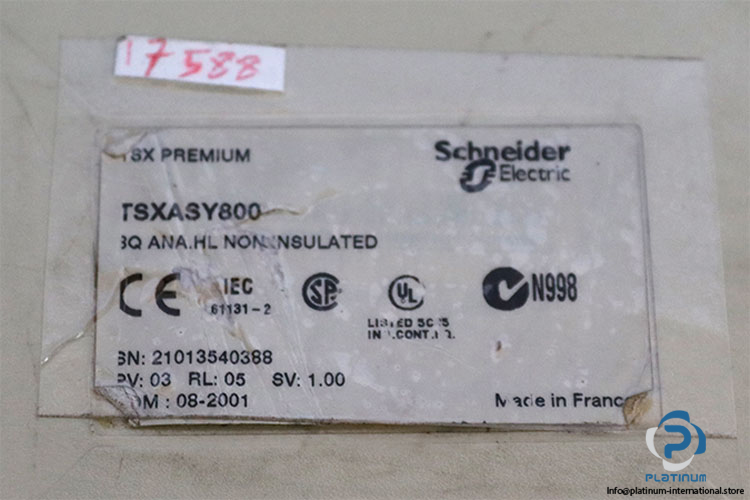 17588
TSX PREMIUM
Schneider
Electric
TSXASY800
8Q ANA.HL NON INSULATED
CE
IEC
61131-2
SP
UL
LISTED
N998
SN: 21013540388
PV: 03 RL: 05 SV: 1.00
08-2001
Made in France
PLATINUM
Info@platinum-international.store